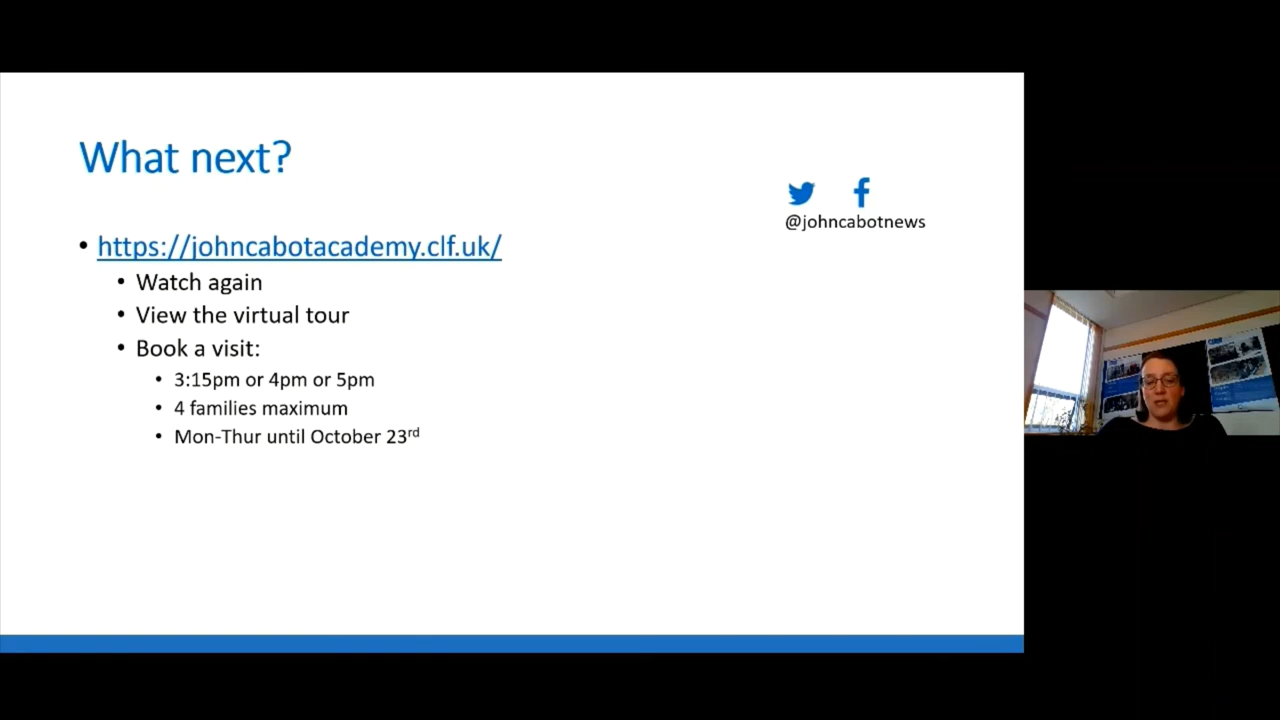 What next?
@johncabotnews
• https://johncabotacademy.clf.uk/
• Watch again
• View the virtual tour
• Book a visit:
• 3:15pm or 4pm or 5pm
• 4 families maximum
• Mon-Thur until October 23rd